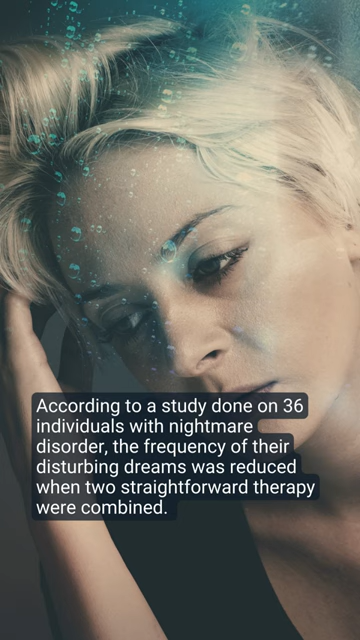 According to a study done on 36
individuals with nightmare
disorder, the frequency of their
disturbing dreams was reduced
when two straightforward therapy
were combined.